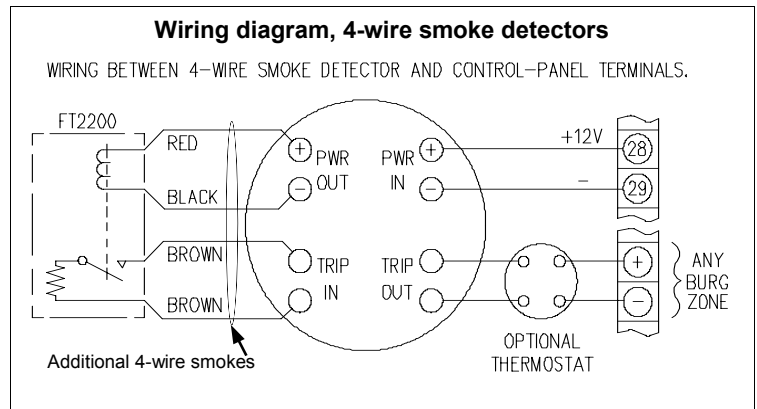 Wiring diagram, 4-wire smoke detectors
WIRING BETWEEN 4-WIRE SMOKE DETECTOR AND CONTROL-PANEL TERMINALS.
FT2200
RED
BLACK
BROWN
BROWN
Additional 4-wire smokes
+ PWR OUT -
PWR IN + -
TRIP IN
TRIP OUT
+12V
-
28
29
OPTIONAL
THERMOSTAT
+
-
ANY
BURG
ZONE